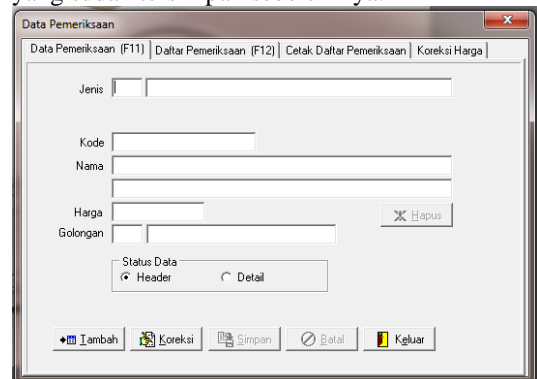 Data Pemeriksaan
Data Pemeriksaan (F11) Daftar Pemeriksaan (F12) Cetak Daftar Pemeriksaan Koreksi Harga
Jenis
Kode
Nama
Harga
Hapus
Golongan
Status Data
Header Detail
Tambah Koreksi Simpan Batal Keluar